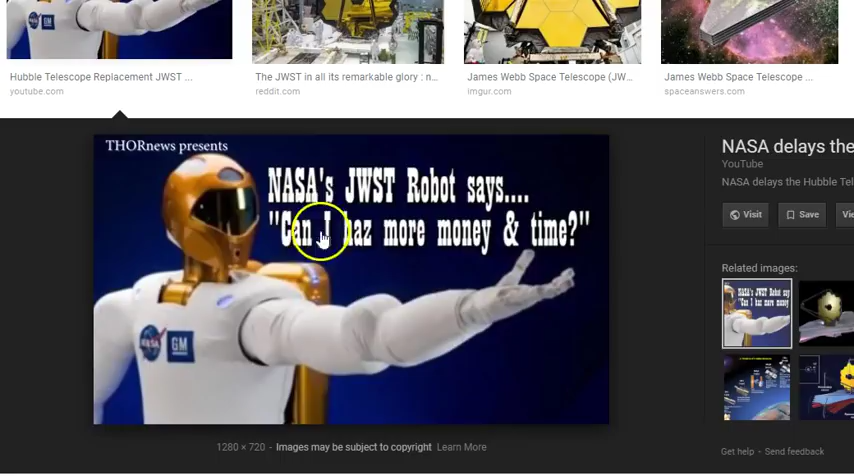 Hubble Telescope Replacement JWST ...
youtube.com
The JWST in all its remarkable glory : n...
reddit.com
James Webb Space Telescope (JW...
imgur.com
James Webb Space Telescope ...
spaceanswers.com
THORnews presents
NASA's JWST Robot says....
"Can I haz more money & time?"
NASA
GM
1280 × 720 - Images may be subject to copyright Learn More
NASA delays the
YouTube
NASA delays the Hubble Tel
Visit
Save
Vie
Related images:
NASA's JWST Robot say
"Can I haz more money
Get help - Send feedback